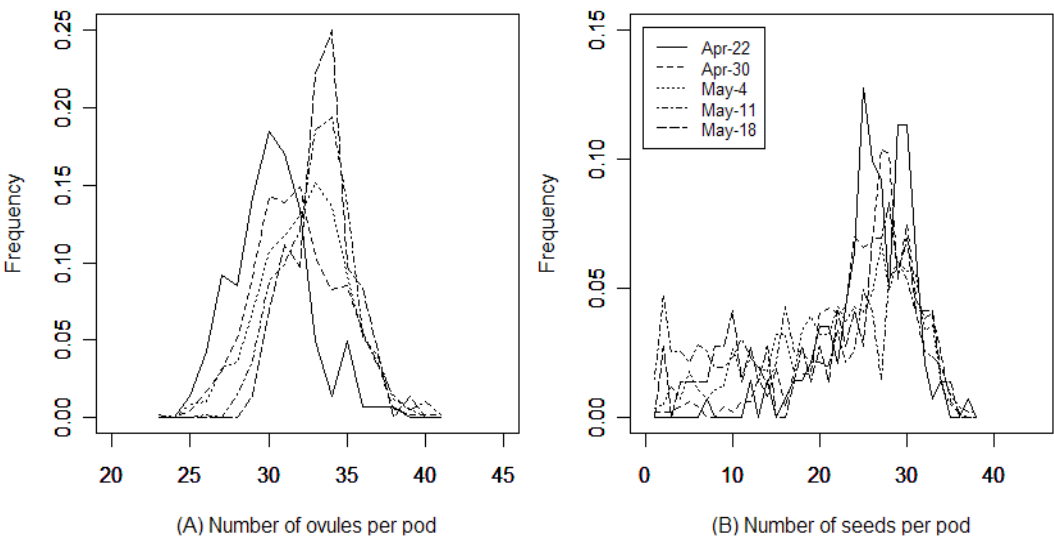 0.25
0.20
0.15
0.10
0.05
0.00
Frequency
20 25 30 35 40 45
(A) Number of ovules per pod
0.15
0.10
0.05
0.00
Frequency
Apr-22
Apr-30
May-4
May-11
May-18
0 10 20 30 40
(B) Number of seeds per pod